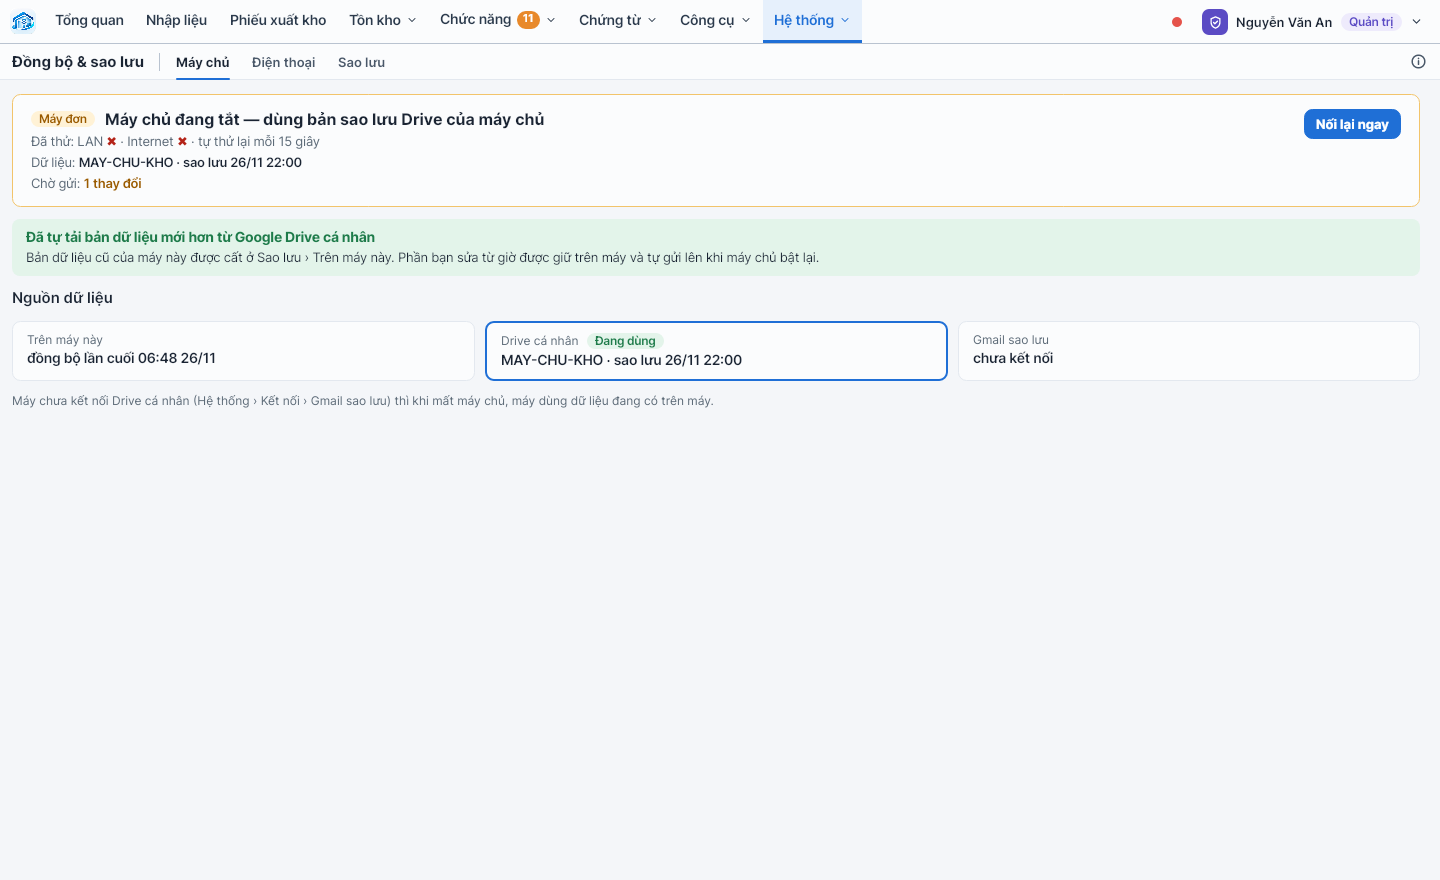 Tổng quan
Nhập liệu
Phiếu xuất kho
Tồn kho
Chức năng 11
Chứng từ
Công cụ
Hệ thống
Nguyễn Văn An Quản trị
Đồng bộ & sao lưu
Máy chủ
Điện thoại
Sao lưu
Máy đơn Máy chủ đang tắt — dùng bản sao lưu Drive của máy chủ
Nối lại ngay
Đã thử: LAN ✖ · Internet ✖ · tự thử lại mỗi 15 giây
Dữ liệu: MAY-CHU-KHO · sao lưu 26/11 22:00
Chờ gửi: 1 thay đổi
Đã tự tải bản dữ liệu mới hơn từ Google Drive cá nhân
Bản dữ liệu cũ của máy này được cất ở Sao lưu › Trên máy này. Phần bạn sửa từ giờ được giữ trên máy và tự gửi lên khi máy chủ bật lại.
Nguồn dữ liệu
Trên máy này
đồng bộ lần cuối 06:48 26/11
Drive cá nhân Đang dùng
MAY-CHU-KHO · sao lưu 26/11 22:00
Gmail sao lưu
chưa kết nối
Máy chưa kết nối Drive cá nhân (Hệ thống › Kết nối › Gmail sao lưu) thì khi mất máy chủ, máy dùng dữ liệu đang có trên máy.